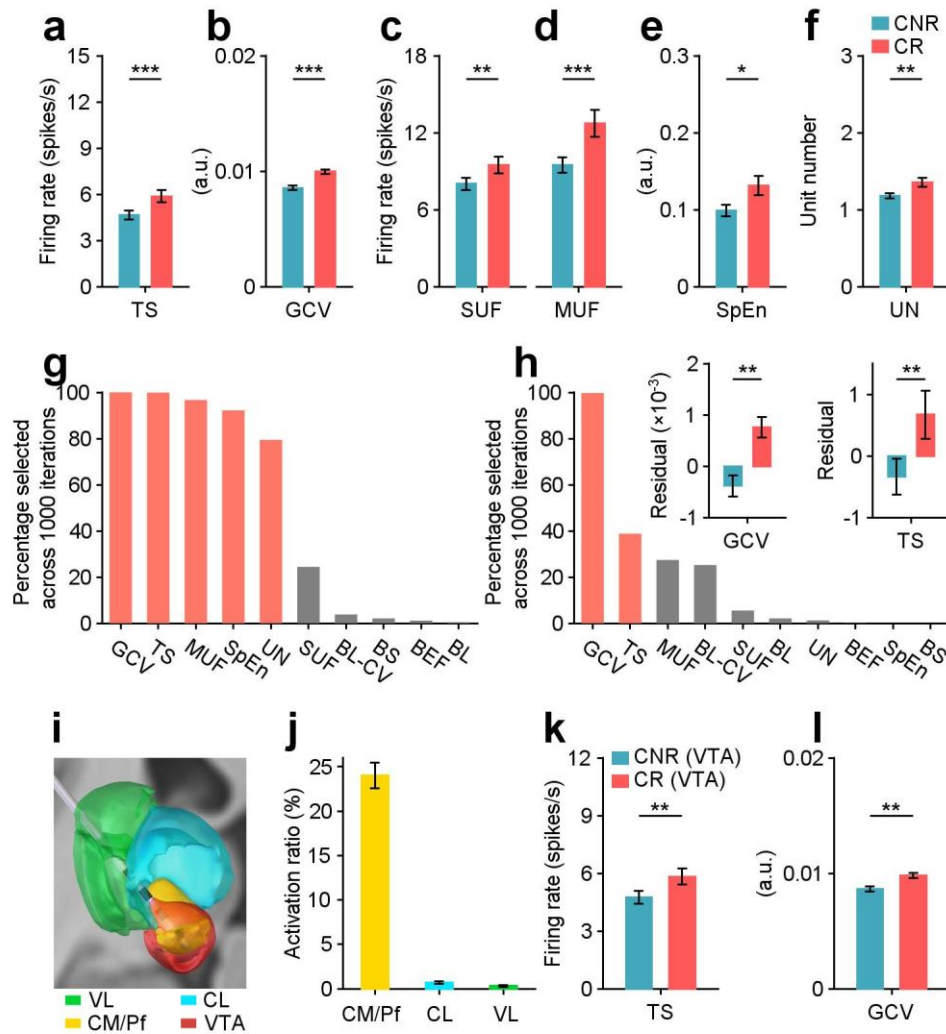 a
Firing rate (spikes/s)
15
12
9
6
3
0
***
TS
b
(a.u.)
0.02
0.01
0
***
GCV
c
Firing rate (spikes/s)
18
12
6
0
**
SUF
d
***
MUF
e
(a.u.)
0.3
0.2
0.1
0
*
SpEn
f
CNR
CR
Unit number
3
2
1
0
**
UN
g
Percentage selected
across 1000 iterations
100
80
60
40
20
0
GCV
TS
MUF
SpEn
UN
SUF
BL-CV
BS
BEF
BL
h
Percentage selected
across 1000 iterations
100
80
60
40
20
0
GCV
TS
MUF
BL-CV
SUF
BL
UN
BEF
SpEn
BS
Residual (×10⁻³)
2
1
0
-1
**
GCV
Residual
1
0
-1
**
TS
i
VL
CL
CM/Pf
VTA
j
Activation ratio (%)
25
20
15
10
5
0
CM/Pf
CL
VL
k
CNR (VTA)
CR (VTA)
Firing rate (spikes/s)
12
9
6
3
0
**
TS
l
(a.u.)
0.02
0.01
0
**
GCV